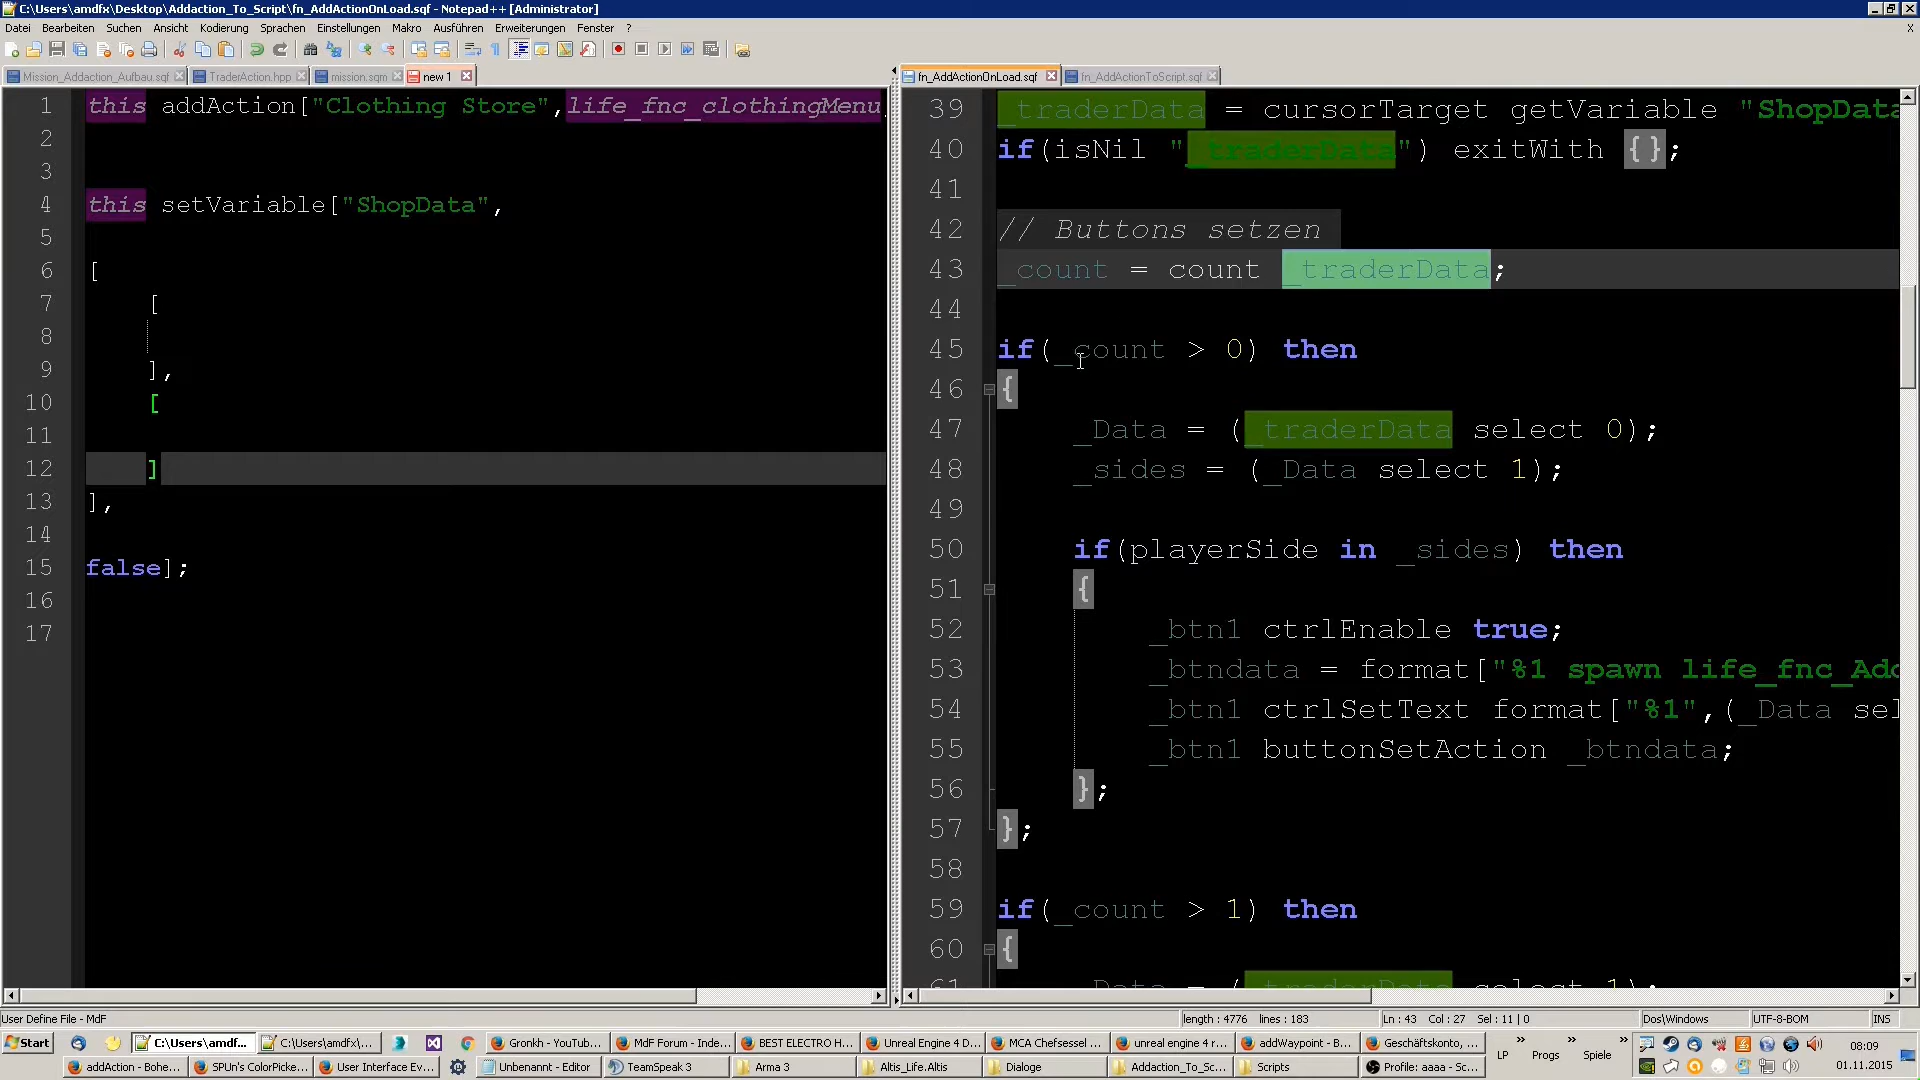 C:\Users\amdfx\Desktop\Addaction_To_Script\fn_AddActionOnLoad.sqf - Notepad++ [Administrator]
Datei Bearbeiten Suchen Ansicht Kodierung Sprachen Einstellungen Makro Ausführen Erweiterungen Fenster ? X
Mission_Addaction_Aufbau.sqf TraderAction.hpp mission.sqm new 1
fn_AddActionOnLoad.sqf fn_AddActionToScript.sqf
1 this addAction["Clothing Store",life_fnc_clothingMenu
2
3
4 this setVariable["ShopData",
5
6 [
7 [
8
9 ],
10 [
11
12 ]
13 ],
14
15 false];
16
17
39 _traderData = cursorTarget getVariable "ShopData
40 if(isNil "_traderData") exitWith {};
41
42 // Buttons setzen
43 _count = count _traderData;
44
45 if(_count > 0) then
46 {
47 _Data = (_traderData select 0);
48 _sides = (_Data select 1);
49
50 if(playerSide in _sides) then
51 {
52 _btn1 ctrlEnable true;
53 _btndata = format["%1 spawn life_fnc_Add
54 _btn1 ctrlSetText format["%1",(_Data sel
55 _btn1 buttonSetAction _btndata;
56 };
57 };
58
59 if(_count > 1) then
60 {
61 _Data = (_traderData select 1);
User Define File - MdF length : 4776 lines : 183 Ln : 43 Col : 27 Sel : 11 | 0 Dos\Windows UTF-8-BOM INS
Start C:\Users\amdf... C:\Users\amdfx\... Gronkh - YouTub... MdF Forum - Inde... BEST ELECTRO H... Unreal Engine 4 D... MCA Chefsessel ... unreal engine 4 r... addWaypoint - B... Geschäftskonto, ... LP Progs Spiele 08:09
addAction - Bohe... SPUn's ColorPicke... User Interface Ev... Unbenannt - Editor TeamSpeak 3 Arma 3 Altis_Life.Altis Dialoge Addaction_To_Sc... Scripts Profile: aaaa - Sc... 01.11.2015